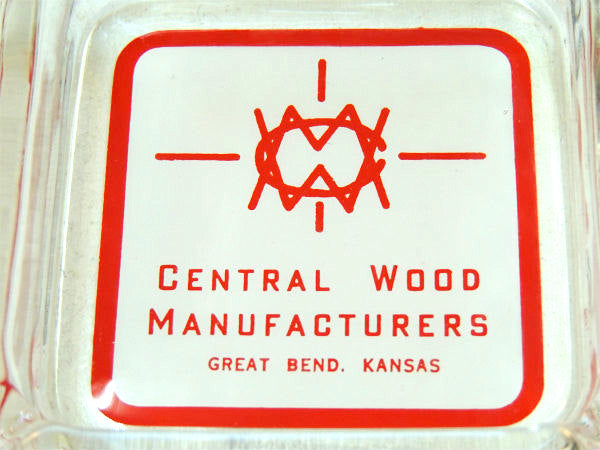 CENTRAL WOOD
MANUFACTURERS
GREAT BEND. KANSAS